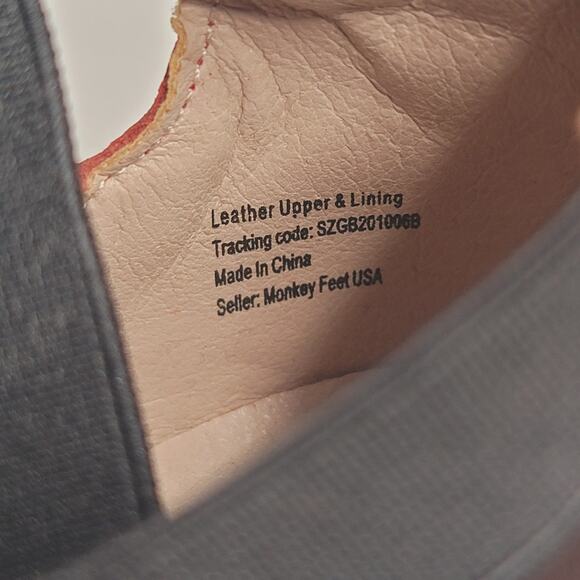 Leather Upper & Lining
Tracking code: SZGB201006B
Made In China
Seller: Monkey Feet USA